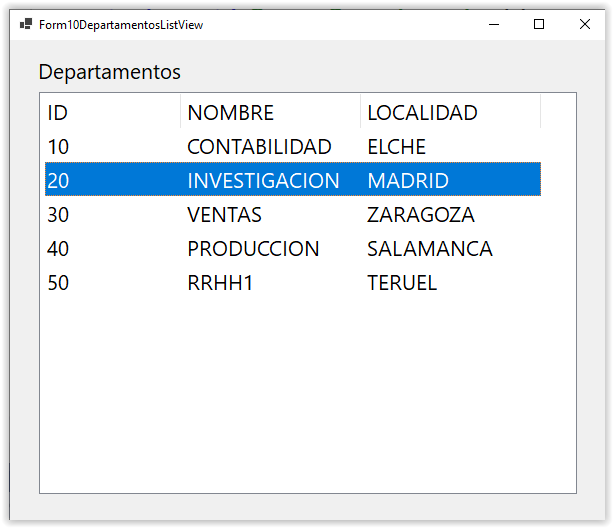 Form10DepartamentosListView
Departamentos
ID NOMBRE LOCALIDAD
10 CONTABILIDAD ELCHE
20 INVESTIGACION MADRID
30 VENTAS ZARAGOZA
40 PRODUCCION SALAMANCA
50 RRHH1 TERUEL